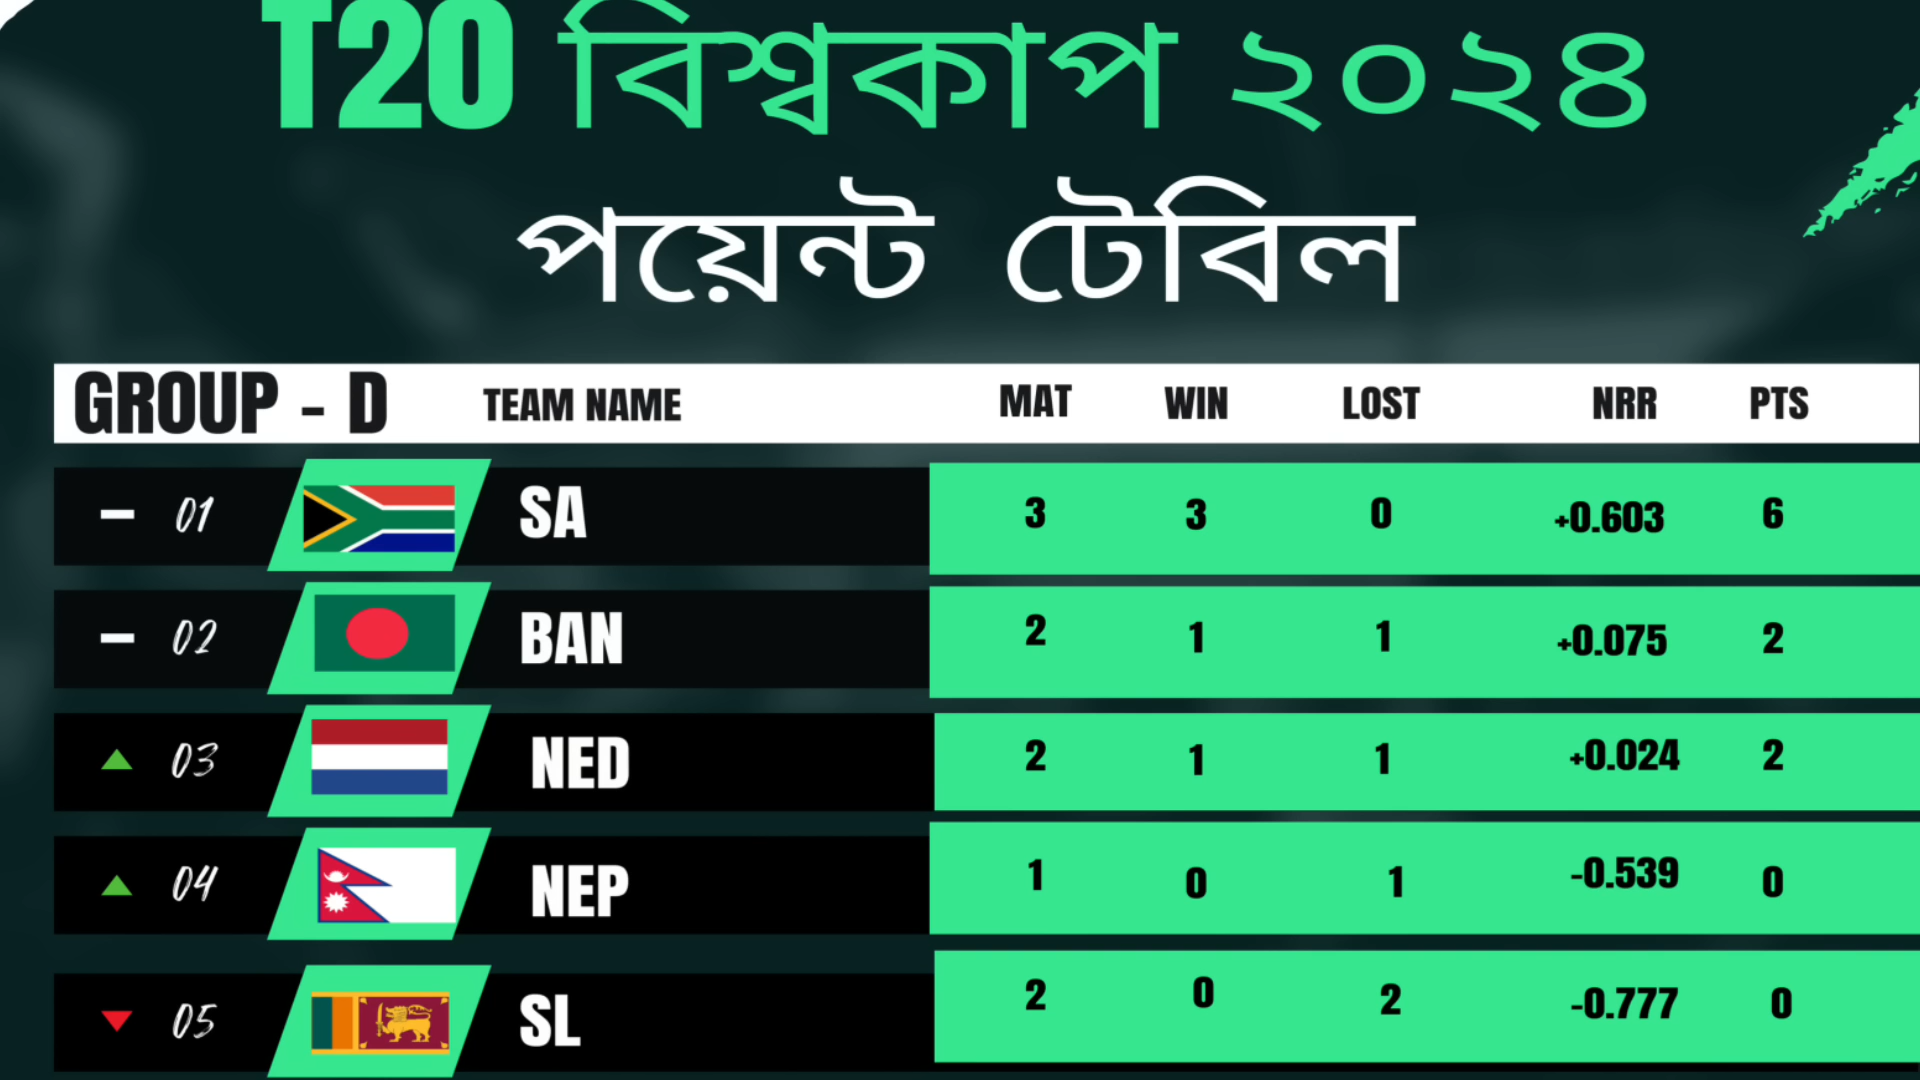 T20 বিশ্বকাপ ২০২৪
পয়েন্ট টেবিল
GROUP - D TEAM NAME MAT WIN LOST NRR PTS
01 SA 3 3 0 +0.603 6
02 BAN 2 1 1 +0.075 2
03 NED 2 1 1 +0.024 2
04 NEP 1 0 1 -0.539 0
05 SL 2 0 2 -0.777 0